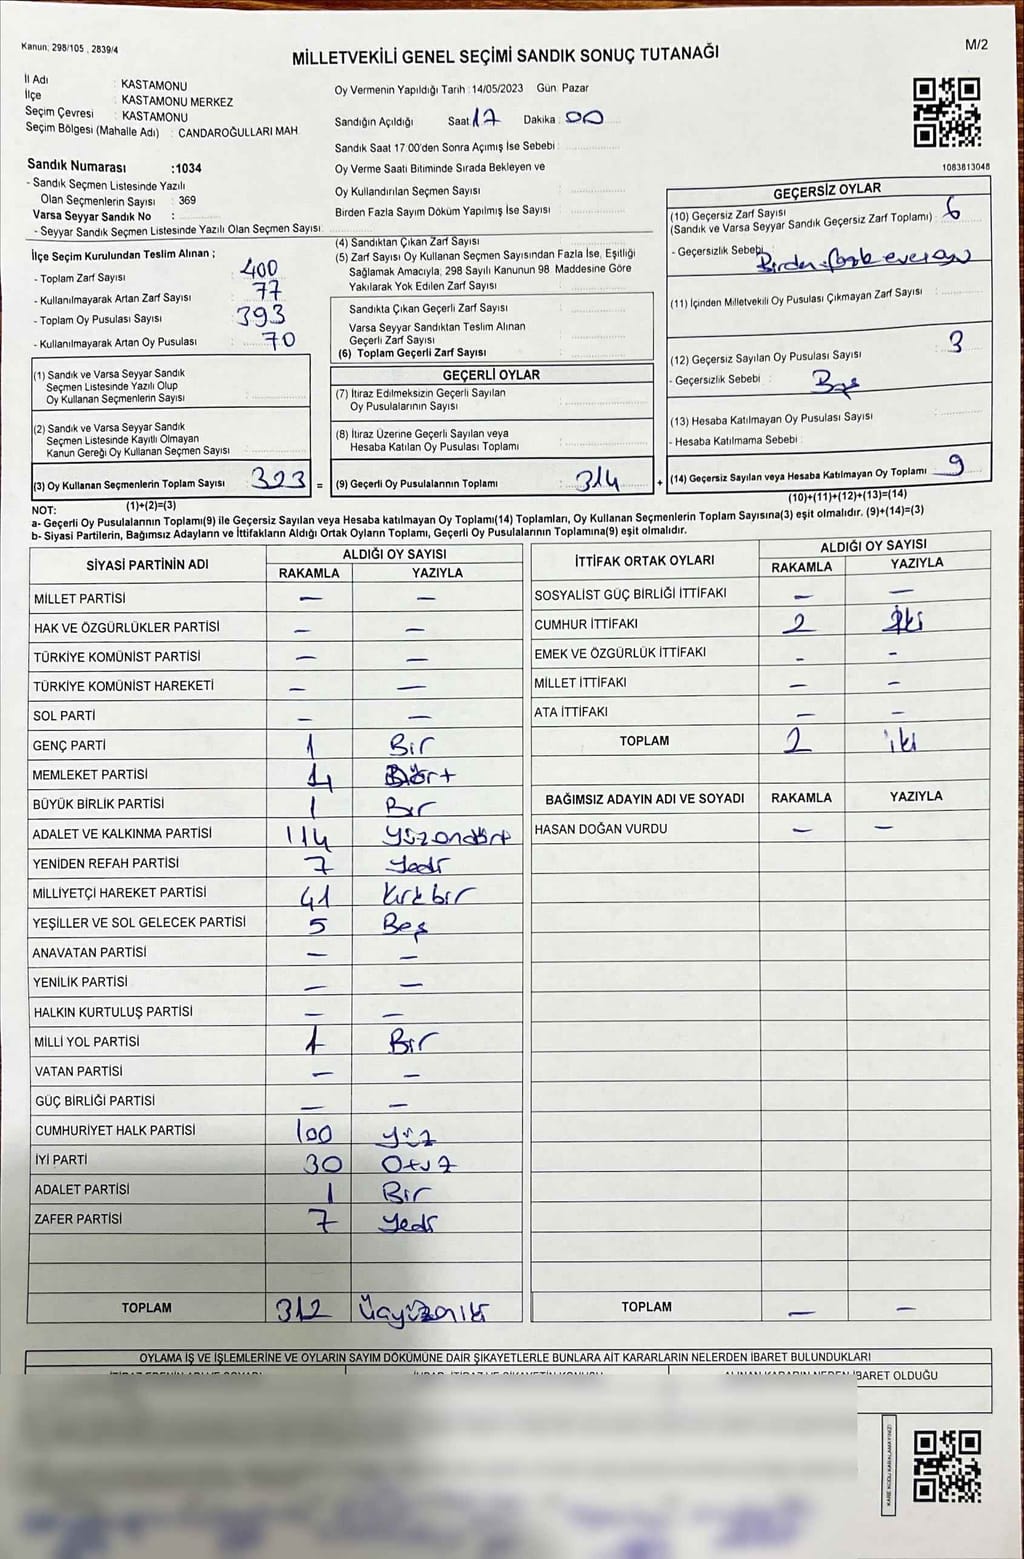 Kanun: 298/105 , 2839/4
M/2
MİLLETVEKİLİ GENEL SEÇİMİ SANDIK SONUÇ TUTANAĞI
İl Adı : KASTAMONU
İlçe : KASTAMONU MERKEZ
Seçim Çevresi : KASTAMONU
Seçim Bölgesi (Mahalle Adı) : CANDAROĞULLARI MAH.
Sandık Numarası :1034
- Sandık Seçmen Listesinde Yazılı
Olan Seçmenlerin Sayısı : 369
Varsa Seyyar Sandık No :
- Seyyar Sandık Seçmen Listesinde Yazılı Olan Seçmen Sayısı:
Oy Vermenin Yapıldığı Tarih : 14/05/2023 Gün: Pazar
Sandığın Açıldığı Saat: 17 Dakika: 00
Sandık Saat 17.00'den Sonra Açımış İse Sebebi :
Oy Verme Saati Bitiminde Sırada Bekleyen ve
Oy Kullandırılan Seçmen Sayısı
Birden Fazla Sayım Döküm Yapılmış İse Sayısı
1083813048
İlçe Seçim Kurulundan Teslim Alınan ;
- Toplam Zarf Sayısı : 400
- Kullanılmayarak Artan Zarf Sayısı : 77
- Toplam Oy Pusulası Sayısı : 393
- Kullanılmayarak Artan Oy Pusulası : 70
(1) Sandık ve Varsa Seyyar Sandık
Seçmen Listesinde Yazılı Olup
Oy Kullanan Seçmenlerin Sayısı :
(2) Sandık ve Varsa Seyyar Sandık
Seçmen Listesinde Kayıtlı Olmayan
Kanun Gereği Oy Kullanan Seçmen Sayısı :
(3) Oy Kullanan Seçmenlerin Toplam Sayısı : 323 =
(1)+(2)=(3)
(4) Sandıktan Çıkan Zarf Sayısı
(5) Zarf Sayısı Oy Kullanan Seçmen Sayısından Fazla İse, Eşitliği
Sağlamak Amacıyla, 298 Sayılı Kanunun 98. Maddesine Göre
Yakılarak Yok Edilen Zarf Sayısı
Sandıkta Çıkan Geçerli Zarf Sayısı
Varsa Seyyar Sandıktan Teslim Alınan
Geçerli Zarf Sayısı
(6) Toplam Geçerli Zarf Sayısı
GEÇERLİ OYLAR
(7) İtiraz Edilmeksizin Geçerli Sayılan
Oy Pusulalarının Sayısı
(8) İtiraz Üzerine Geçerli Sayılan veya
Hesaba Katılan Oy Pusulası Toplamı
(9) Geçerli Oy Pusulalarının Toplamı : 314 +
GEÇERSİZ OYLAR
(10) Geçersiz Zarf Sayısı
(Sandık ve Varsa Seyyar Sandık Geçersiz Zarf Toplamı) : 6
- Geçersizlik Sebebi: Birden fazla
(11) İçinden Milletvekili Oy Pusulası Çıkmayan Zarf Sayısı :
(12) Geçersiz Sayılan Oy Pusulası Sayısı : 3
- Geçersizlik Sebebi : Boş
(13) Hesaba Katılmayan Oy Pusulası Sayısı
- Hesaba Katılmama Sebebi :
(14) Geçersiz Sayılan veya Hesaba Katılmayan Oy Toplamı : 9
(10)+(11)+(12)+(13)=(14)
NOT:
a- Geçerli Oy Pusulalarının Toplamı(9) ile Geçersiz Sayılan veya Hesaba katılmayan Oy Toplamı(14) Toplamları, Oy Kullanan Seçmenlerin Toplam Sayısına(3) eşit olmalıdır. (9)+(14)=(3)
b- Siyasi Partilerin, Bağımsız Adayların ve İttifakların Aldığı Ortak Oyların Toplamı, Geçerli Oy Pusulalarının Toplamına(9) eşit olmalıdır.
SİYASİ PARTİNİN ADI ALDIĞI OY SAYISI
RAKAMLA YAZIYLA
MİLLET PARTİSİ — —
HAK VE ÖZGÜRLÜKLER PARTİSİ — —
TÜRKİYE KOMÜNİST PARTİSİ — —
TÜRKİYE KOMÜNİST HAREKETİ — —
SOL PARTİ — —
GENÇ PARTİ 1 Bir
MEMLEKET PARTİSİ 4 Dört
BÜYÜK BİRLİK PARTİSİ 1 Bir
ADALET VE KALKINMA PARTİSİ 114 Yüzondört
YENİDEN REFAH PARTİSİ 7 Yedi
MİLLİYETÇİ HAREKET PARTİSİ 41 Kırkbir
YEŞİLLER VE SOL GELECEK PARTİSİ 5 Beş
ANAVATAN PARTİSİ — —
YENİLİK PARTİSİ — —
HALKIN KURTULUŞ PARTİSİ — —
MİLLİ YOL PARTİSİ 1 Bir
VATAN PARTİSİ — —
GÜÇ BİRLİĞİ PARTİSİ — —
CUMHURİYET HALK PARTİSİ 100 Yüz
İYİ PARTİ 30 Otuz
ADALET PARTİSİ 1 Bir
ZAFER PARTİSİ 7 Yedi
TOPLAM 312 Üçyüzoniki
İTTİFAK ORTAK OYLARI ALDIĞI OY SAYISI
RAKAMLA YAZIYLA
SOSYALİST GÜÇ BİRLİĞİ İTTİFAKI — —
CUMHUR İTTİFAKI 2 İki
EMEK VE ÖZGÜRLÜK İTTİFAKI — —
MİLLET İTTİFAKI — —
ATA İTTİFAKI — —
TOPLAM 2 iki
BAĞIMSIZ ADAYIN ADI VE SOYADI RAKAMLA YAZIYLA
HASAN DOĞAN VURDU — —
TOPLAM — —
OYLAMA İŞ VE İŞLEMLERİNE VE OYLARIN SAYIM DÖKÜMÜNE DAİR ŞİKAYETLERLE BUNLARA AİT KARARLARIN NELERDEN İBARET BULUNDUKLARI
İBARET OLDUĞU